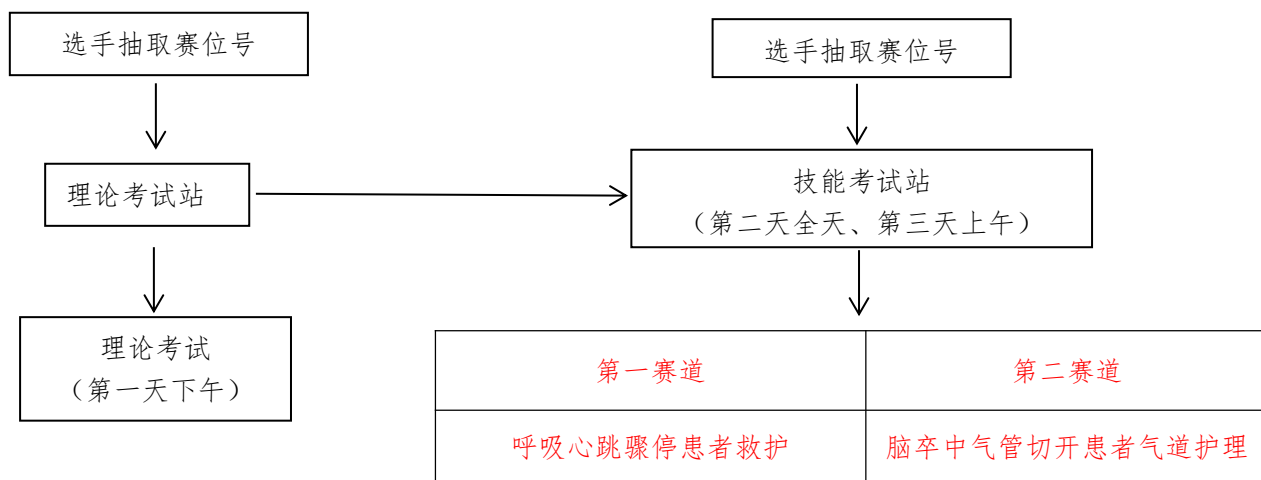 选手抽取赛位号
选手抽取赛位号
理论考试站
技能考试站
（第二天全天、第三天上午）
理论考试
（第一天下午）
第一赛道
第二赛道
呼吸心跳骤停患者救护
脑卒中气管切开患者气道护理